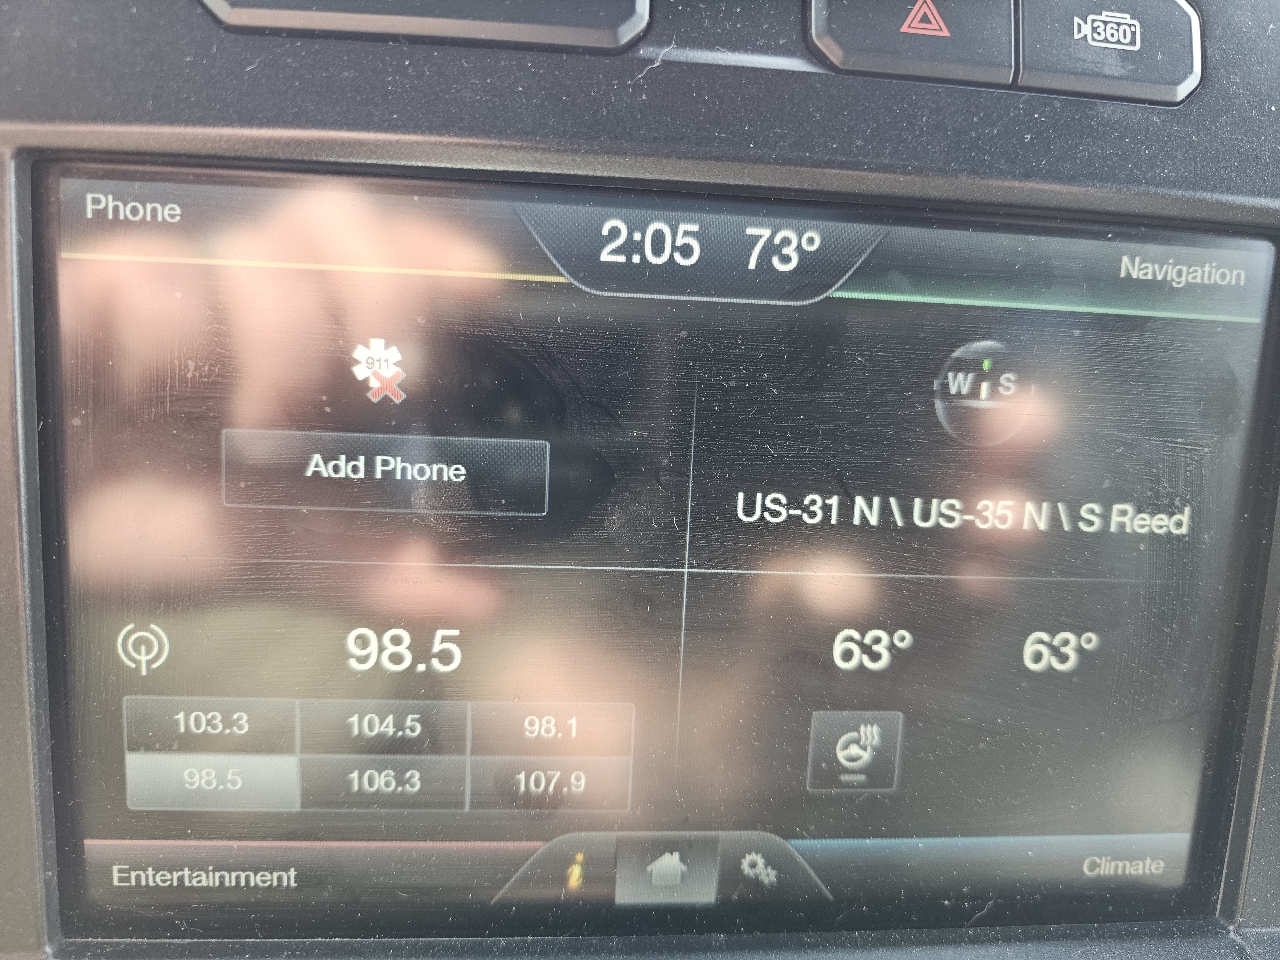 360°
Phone
2:05 73°
Navigation
911
W S
Add Phone
US-31 N \ US-35 N \ S Reed
98.5
63° 63°
103.3 104.5 98.1
98.5 106.3 107.9
i
Entertainment
Climate